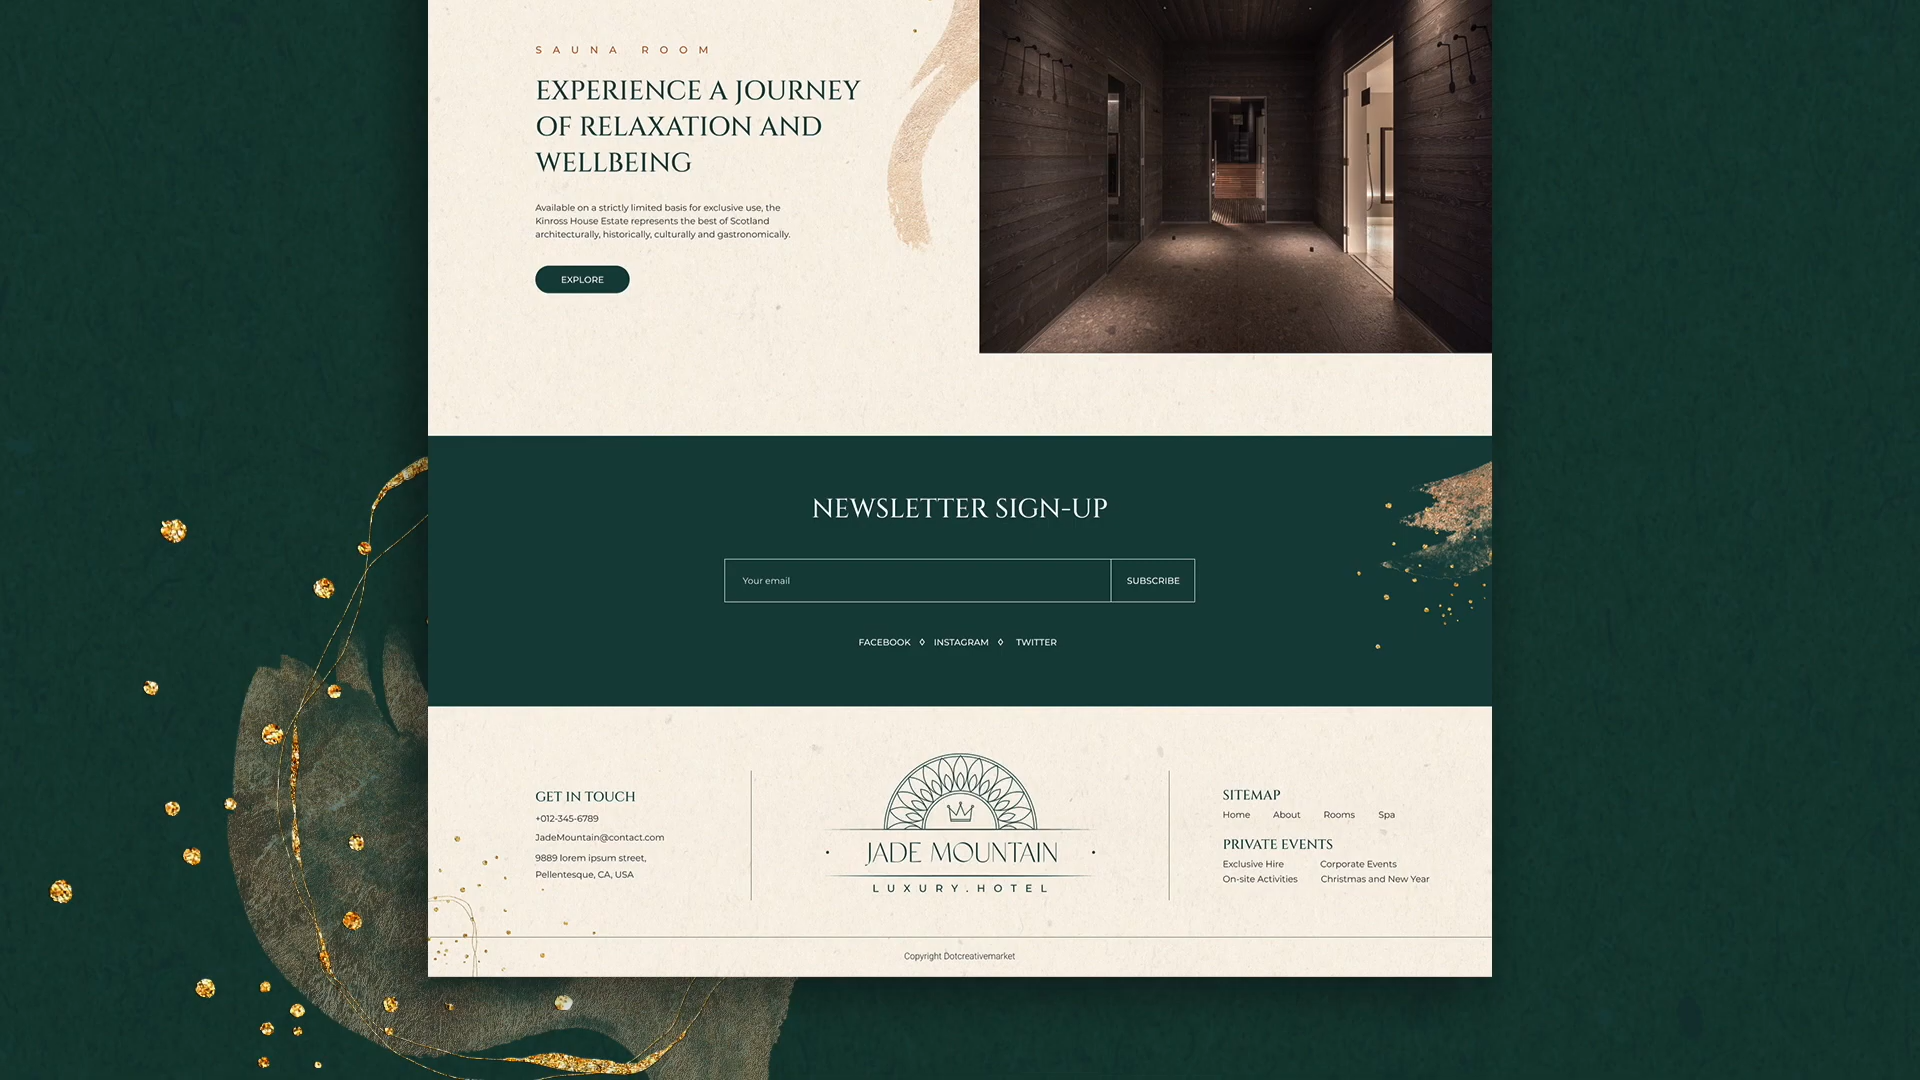 SAUNA ROOM
EXPERIENCE A JOURNEY
OF RELAXATION AND
WELLBEING
Available on a strictly limited basis for exclusive use, the
Kinross House Estate represents the best of Scotland
architecturally, historically, culturally and gastronomically.
EXPLORE
NEWSLETTER SIGN-UP
Your email
SUBSCRIBE
FACEBOOK ◊ INSTAGRAM ◊ TWITTER
GET IN TOUCH
+012-345-6789
JadeMountain@contact.com
9889 lorem ipsum street,
Pellentesque, CA, USA
JADE MOUNTAIN
LUXURY.HOTEL
SITEMAP
Home About Rooms Spa
PRIVATE EVENTS
Exclusive Hire Corporate Events
On-site Activities Christmas and New Year
Copyright Dotcreativemarket